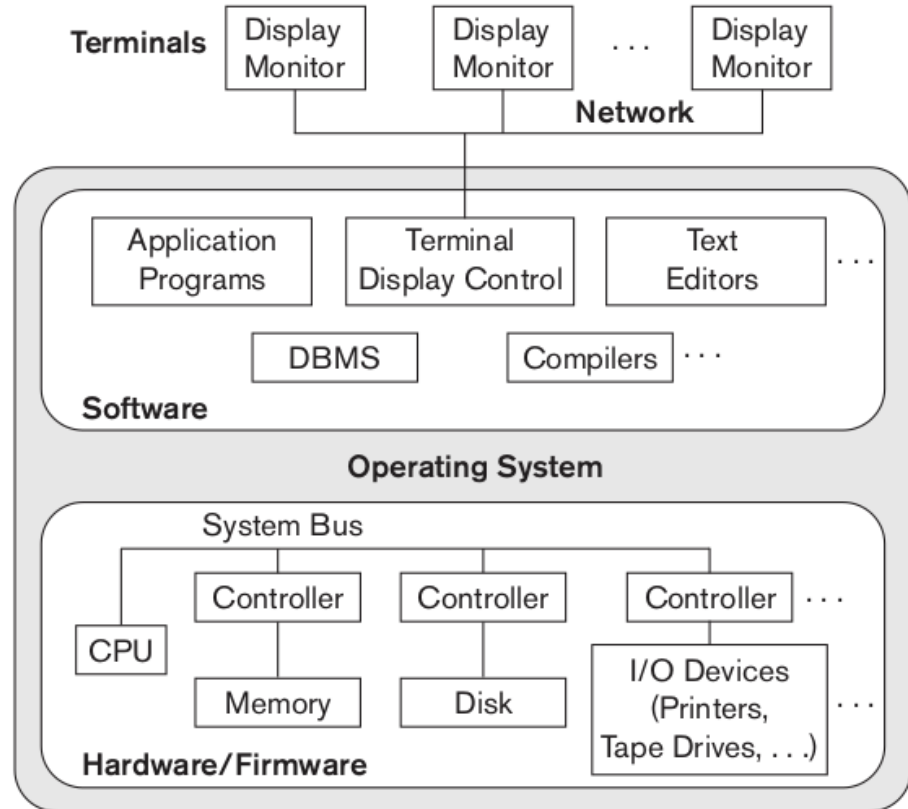 Terminals
Display
Monitor
Display
Monitor
. . .
Display
Monitor
Network
Application
Programs
Terminal
Display Control
Text
Editors
. . .
DBMS
Compilers
. . .
Software
Operating System
System Bus
Controller
Controller
Controller
. . .
CPU
Memory
Disk
I/O Devices
(Printers,
Tape Drives, . . .)
. . .
Hardware/Firmware